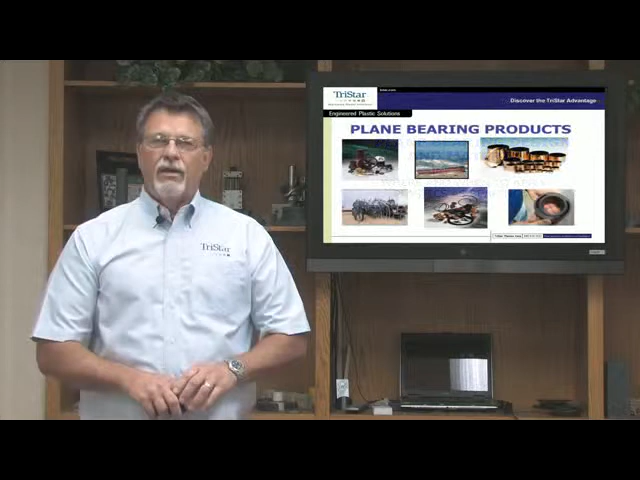 TriStar
Discover the TriStar Advantage
Engineered Plastic Solutions
PLANE BEARING PRODUCTS
TriStar